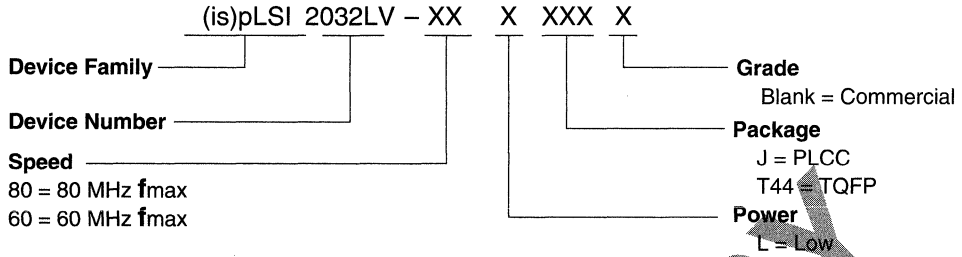 (is)pLSI 2032LV – XX X XXX X
Device Family
Device Number
Speed
80 = 80 MHz fmax
60 = 60 MHz fmax
Grade
Blank = Commercial
Package
J = PLCC
T44 = TQFP
Power
L = Low